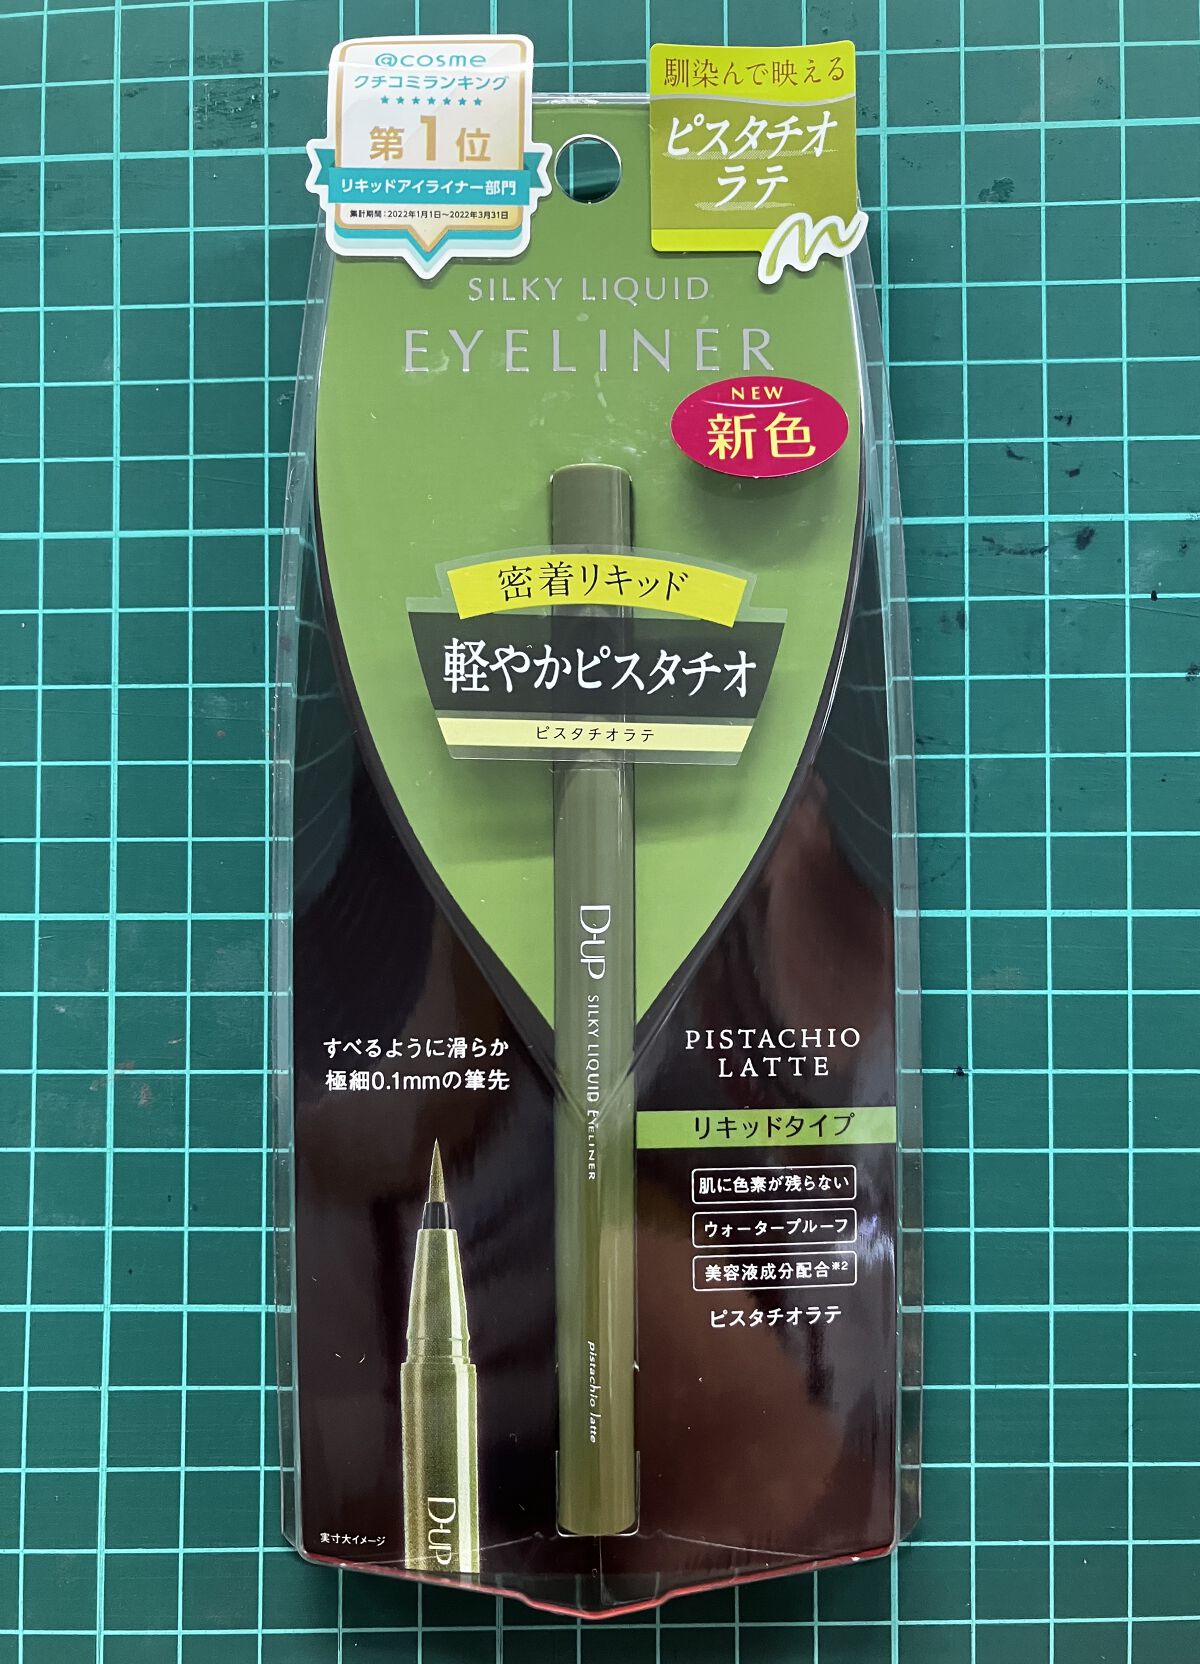 @cosme
クチコミランキング
第1位
リキッドアイライナー部門
集計期間:2022年1月1日〜2022年3月31日
馴染んで映える
ピスタチオ
ラテ
SILKY LIQUID
EYELINER
NEW
新色
密着リキッド
軽やかピスタチオ
ピスタチオラテ
D-UP SILKY LIQUID EYELINER
pistachio latte
すべるように滑らか
極細0.1mmの筆先
D-UP
実寸大イメージ
PISTACHIO
LATTE
リキッドタイプ
肌に色素が残らない
ウォータープルーフ
美容液成分配合※2
ピスタチオラテ